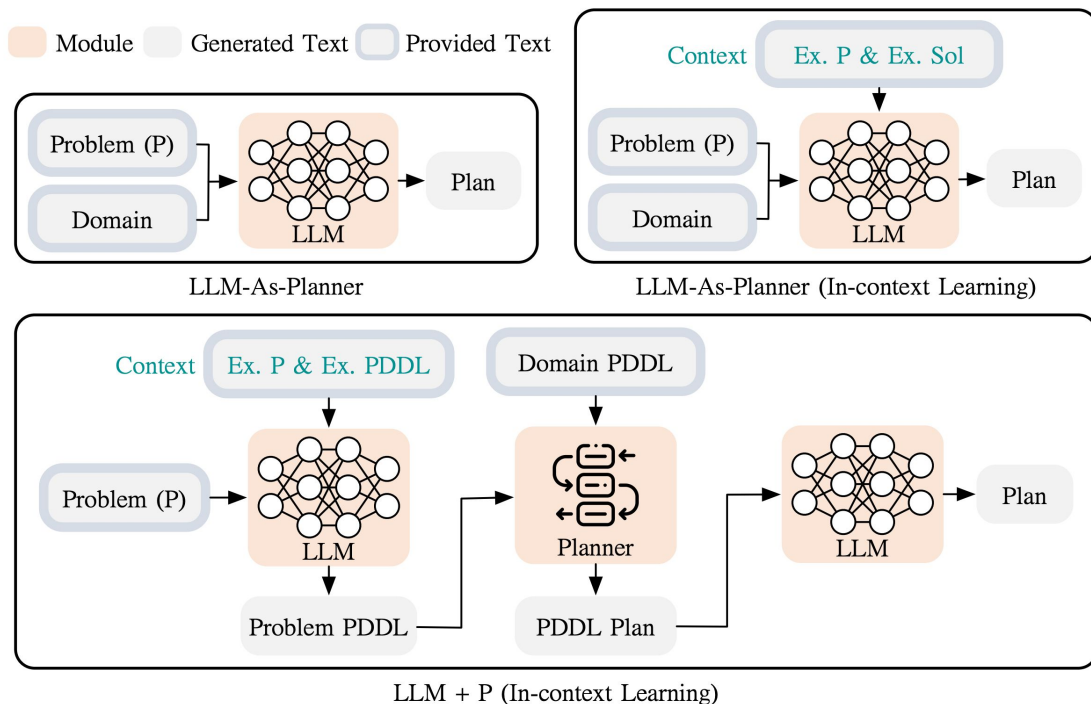 Module
Generated Text
Provided Text
Problem (P)
Domain
LLM
Plan
LLM-As-Planner
Context
Ex. P & Ex. Sol
Problem (P)
Domain
LLM
Plan
LLM-As-Planner (In-context Learning)
Context
Ex. P & Ex. PDDL
Domain PDDL
Problem (P)
LLM
Planner
LLM
Plan
Problem PDDL
PDDL Plan
LLM + P (In-context Learning)